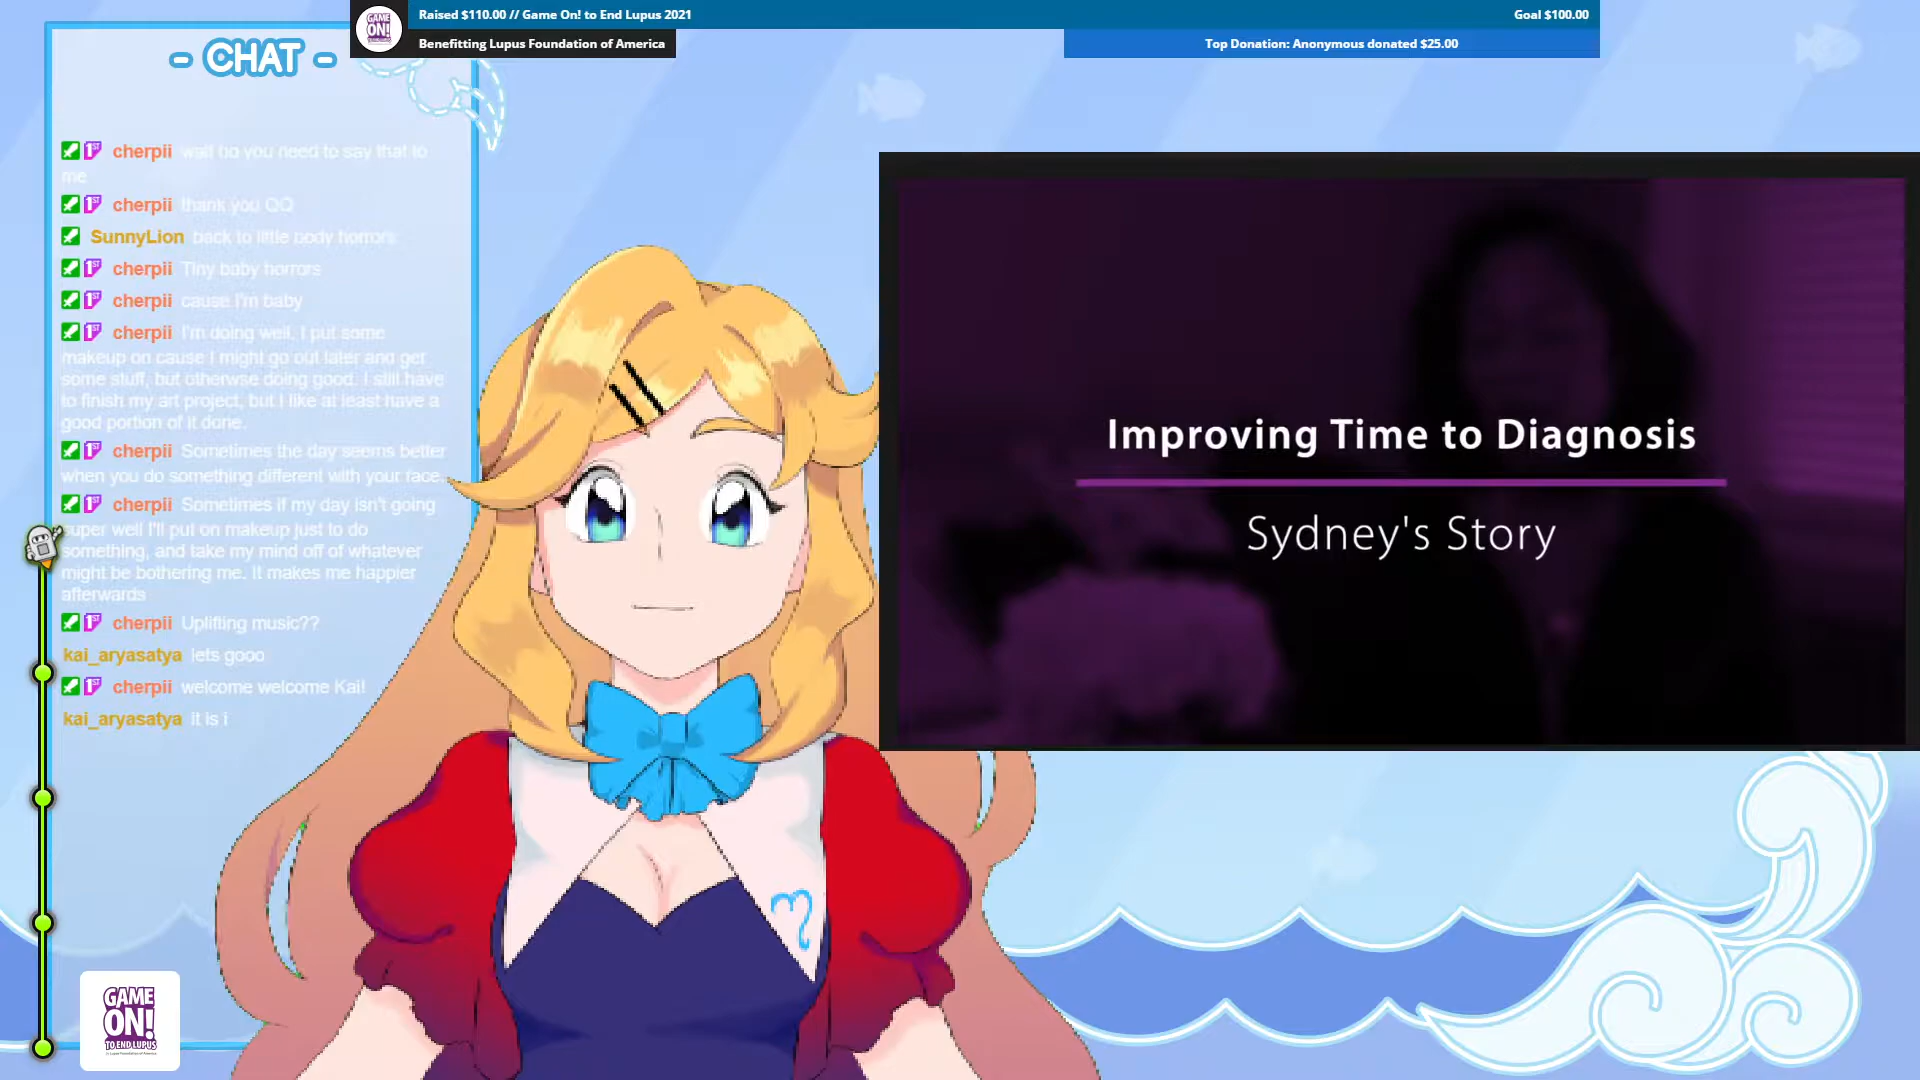 Raised $110.00 // Game On! to End Lupus 2021
Goal $100.00
GAME
ON!
Benefitting Lupus Foundation of America
Top Donation: Anonymous donated $25.00
- CHAT -
cherpii wait do you need to say that to
me
cherpii thank you QQ
SunnyLion back to little body horrors
cherpii Tiny baby horrors
cherpii cause I'm baby
cherpii I'm doing well, I put some
makeup on cause I might go out later and get
some stuff, but otherwse doing good. I still have
to finish my art project, but I like at least have a
good portion of it done.
cherpii Sometimes the day seems better
when you do something different with your face.
cherpii Sometimes if my day isn't going
super well I'll put on makeup just to do
something, and take my mind off of whatever
might be bothering me. It makes me happier
afterwards
cherpii Uplifting music??
kai_aryasatya lets gooo
cherpii welcome welcome Kai!
kai_aryasatya it is i
Improving Time to Diagnosis
Sydney's Story
GAME
ON!
TO END LUPUS